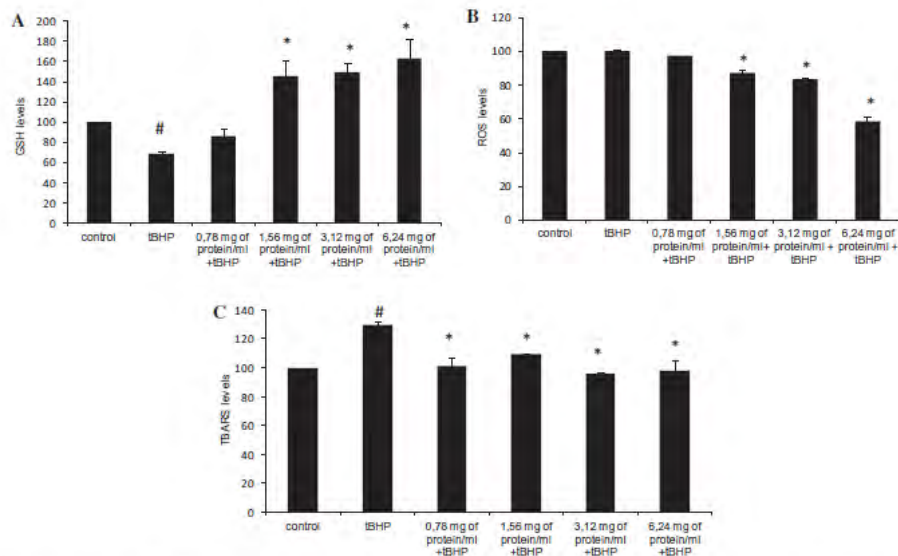 A
200
180
160
140
120
100
80
60
40
20
0
GSH levels
#
*
*
*
control
tBHP
0,78 mg of
protein/ml
+tBHP
1,56 mg of
protein/ml
+tBHP
3,12 mg of
protein/ml
+tBHP
6,24 mg of
protein/ml
+tBHP
B
120
100
80
60
40
20
0
ROS levels
*
*
*
control
tBHP
0,78 mg of
protein/ml
+tBHP
1,56 mg of
protein/ml+
tBHP
3,12 mg of
protein/ml +
tBHP
6,24 mg of
protein/ml +
tBHP
C
140
120
100
80
60
40
20
0
TBARS levels
#
*
*
*
*
control
tBHP
0,78 mg of
protein/ml
+tBHP
1,56 mg of
protein/ml
+tBHP
3,12 mg of
protein/ml
+tBHP
6,24 mg of
protein/ml
+tBHP